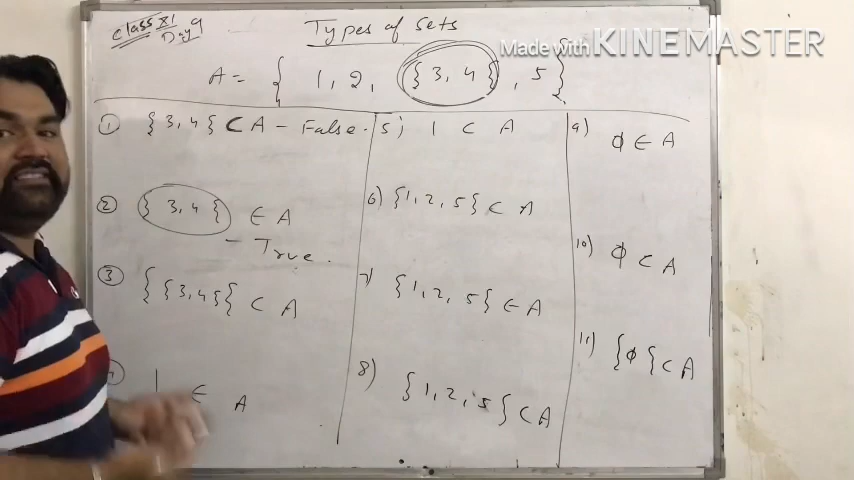 Class XI
Day 9
Types of Sets
Made with KINEMASTER
A = { 1, 2, {3, 4}, 5}
① {3, 4} ⊂ A - False.
② {3, 4} ∈ A
- True.
③ {{3, 4}} ⊂ A
④ 1 ∈ A
5) 1 ⊂ A
6) {1, 2, 5} ⊂ A
7) {1, 2, 5} ∈ A
8) {1, 2, 5} ⊂ A
9) ϕ ∈ A
10) ϕ ⊂ A
11) {ϕ} ⊂ A